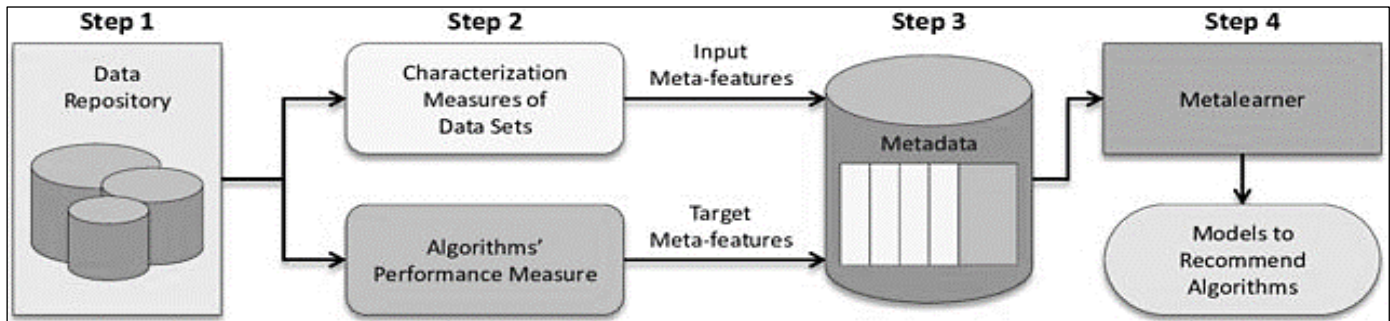 Step 1
Data
Repository
Step 2
Characterization
Measures of
Data Sets
Algorithms'
Performance Measure
Input
Meta-features
Target
Meta-features
Step 3
Metadata
Step 4
Metalearner
Models to
Recommend
Algorithms